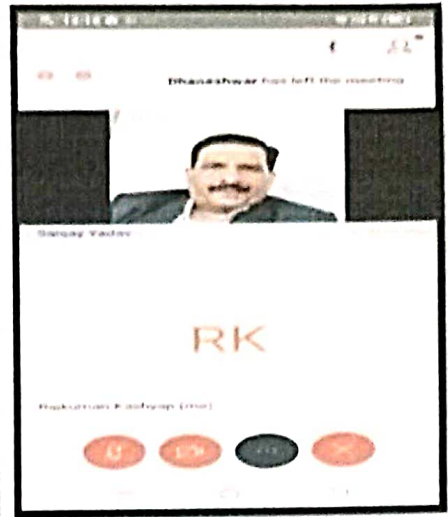 Dhaneshwar has left the meeting
Sanjay Yadav
RK
Rajkumar Kashyap (me)